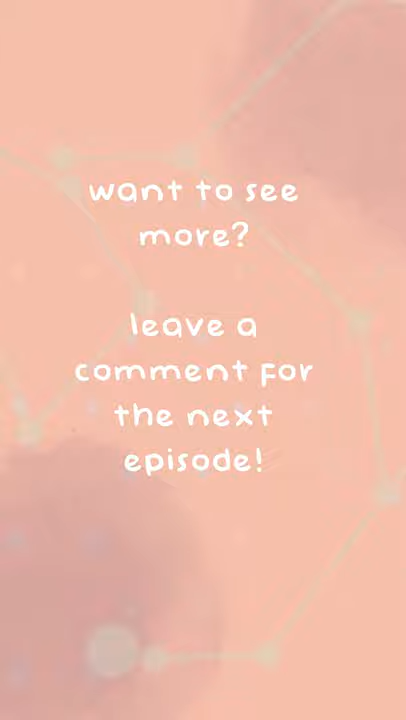 want to see
more?
leave a
comment for
the next
episode!